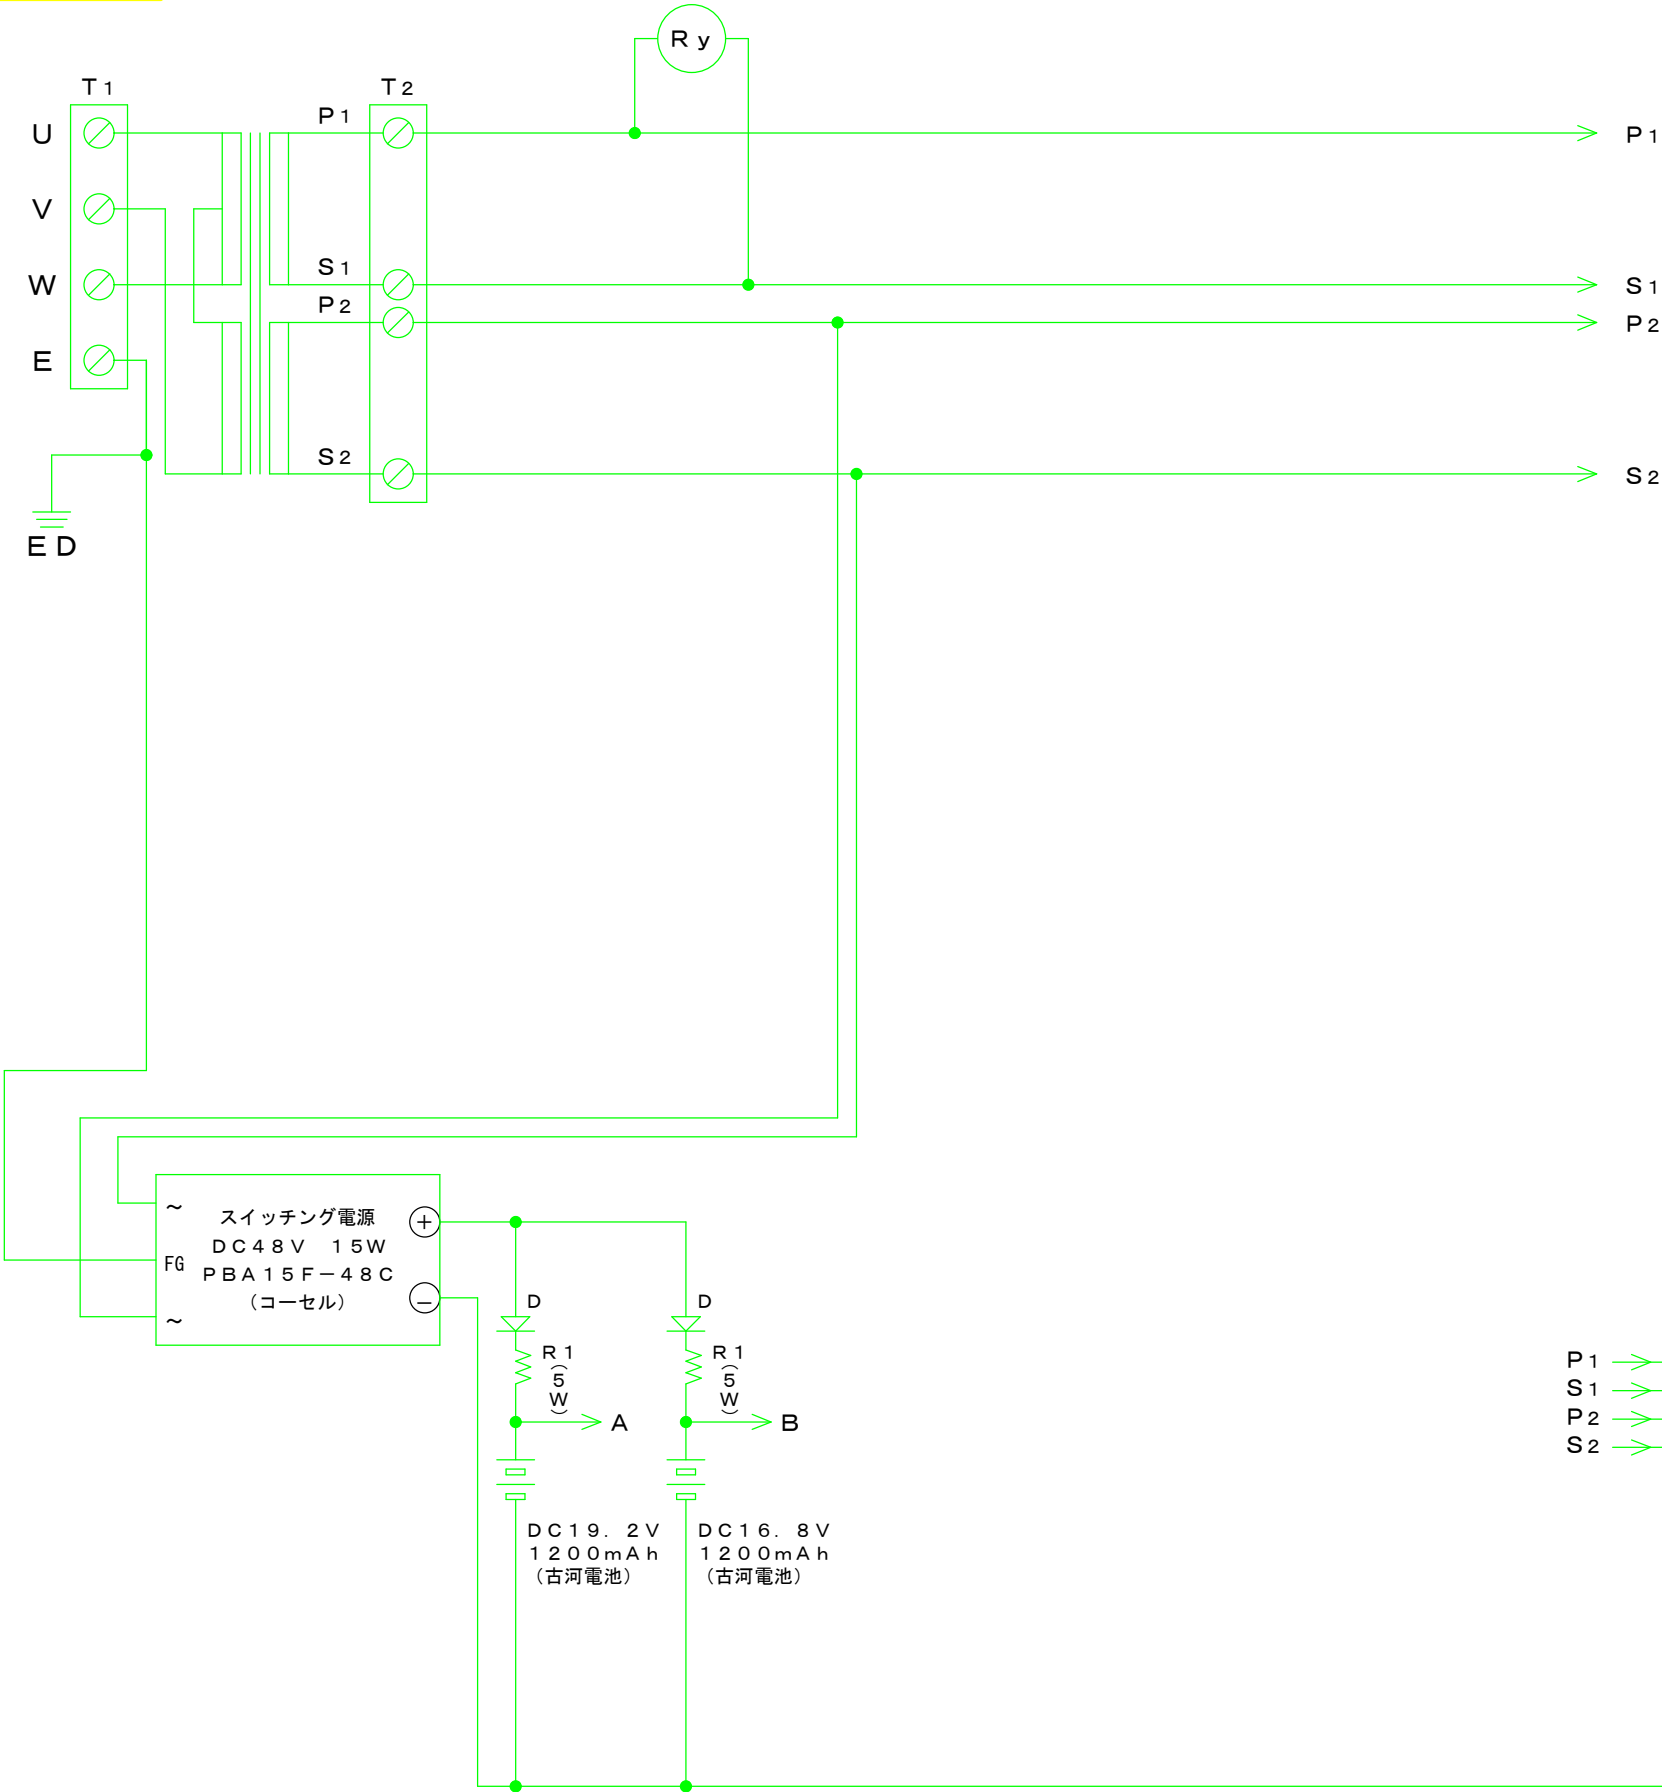 Ry
T1
T2
U
P1
P1
V
S1
W
S1
P2
P2
E
S2
S2
ED
~
スイッチング電源
+
DC48V 15W
FG
PBA15F－48C
(コーセル)
−
~
D
D
R1
(5W)
R1
(5W)
A
B
P1
S1
P2
S2
DC19.2V
1200mAh
(古河電池)
DC16.8V
1200mAh
(古河電池)